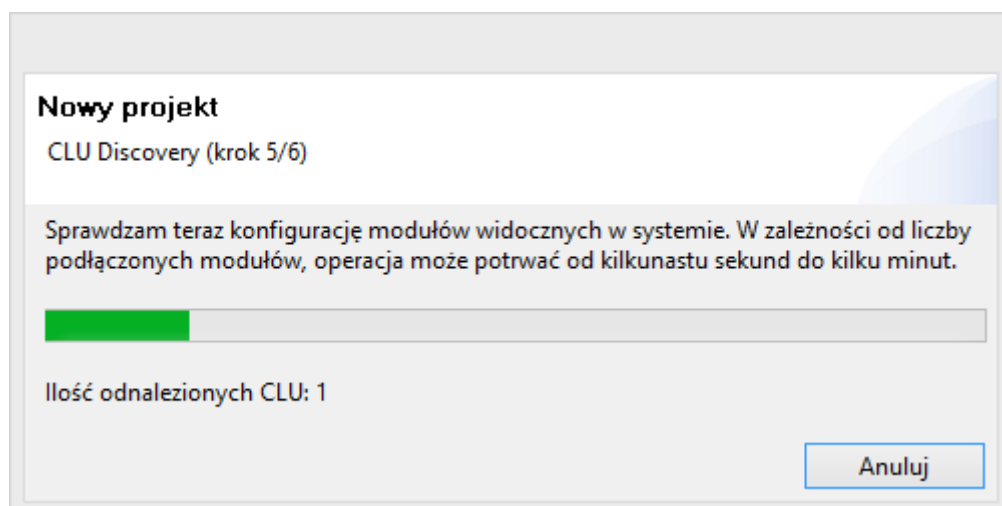 Nowy projekt
CLU Discovery (krok 5/6)
Sprawdzam teraz konfigurację modułów widocznych w systemie. W zależności od liczby
podłączonych modułów, operacja może potrwać od kilkunastu sekund do kilku minut.
Ilość odnalezionych CLU: 1
Anuluj